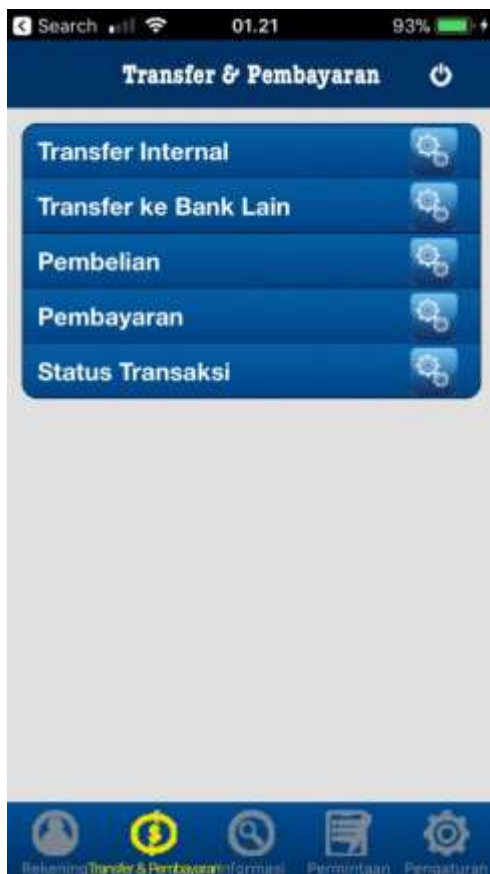 Search 01.21 93%
Transfer & Pembayaran
Transfer Internal
Transfer ke Bank Lain
Pembelian
Pembayaran
Status Transaksi
Rekening Transfer & Pembayaran Informasi Permintaan Pengaturan